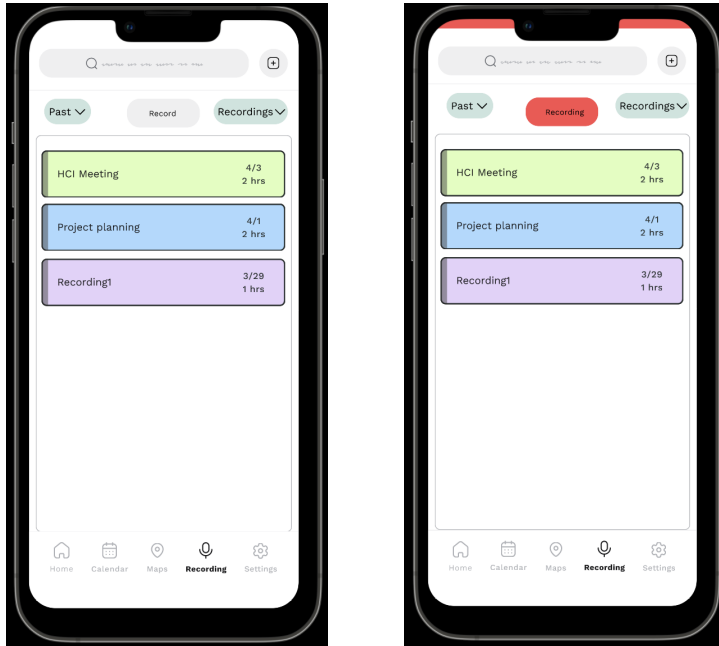 Past
Record
Recordings
HCI Meeting
4/3
2 hrs
Project planning
4/1
2 hrs
Recording1
3/29
1 hrs
Home
Calendar
Maps
Recording
Settings
Past
Recording
Recordings
HCI Meeting
4/3
2 hrs
Project planning
4/1
2 hrs
Recording1
3/29
1 hrs
Home
Calendar
Maps
Recording
Settings